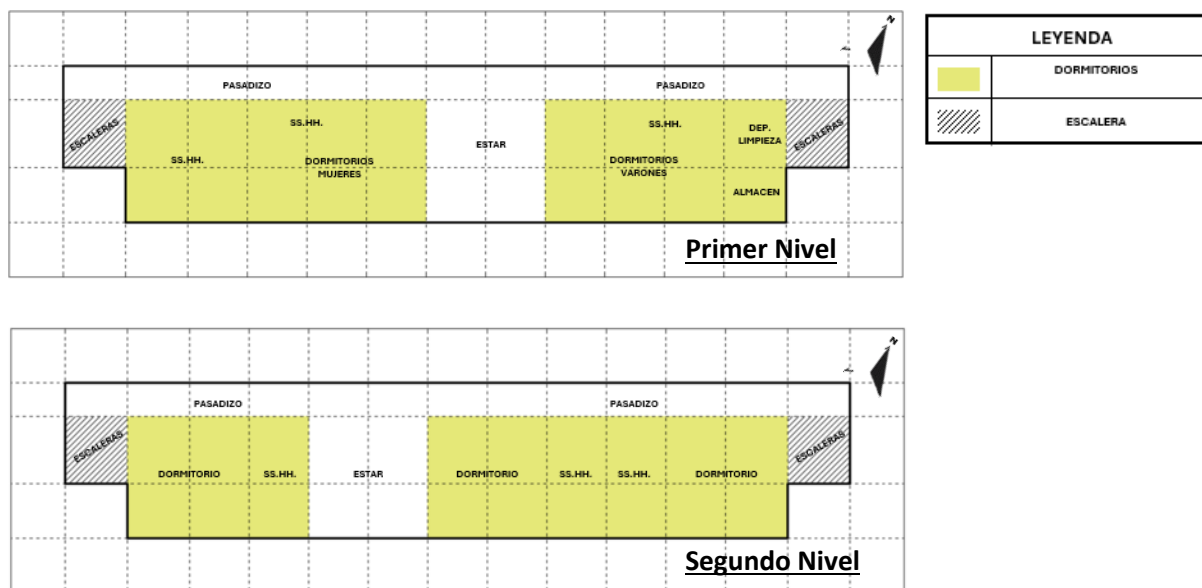 N
LEYENDA
DORMITORIOS
ESCALERA
PASADIZO
PASADIZO
ESCALERAS
SS.HH.
SS.HH.
DORMITORIOS
MUJERES
ESTAR
SS.HH.
DORMITORIOS
VARONES
DEP.
LIMPIEZA
ALMACEN
ESCALERAS
Primer Nivel
N
PASADIZO
PASADIZO
ESCALERAS
DORMITORIO
SS.HH.
ESTAR
DORMITORIO
SS.HH.
SS.HH.
DORMITORIO
ESCALERAS
Segundo Nivel